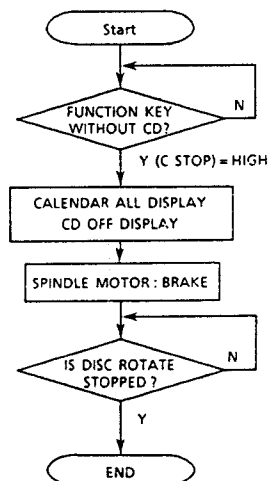 Start
FUNCTION KEY
WITHOUT CD?
N
Y (C STOP) = HIGH
CALENDAR ALL DISPLAY
CD OFF DISPLAY
SPINDLE MOTOR : BRAKE
IS DISC ROTATE
STOPPED ?
N
Y
END